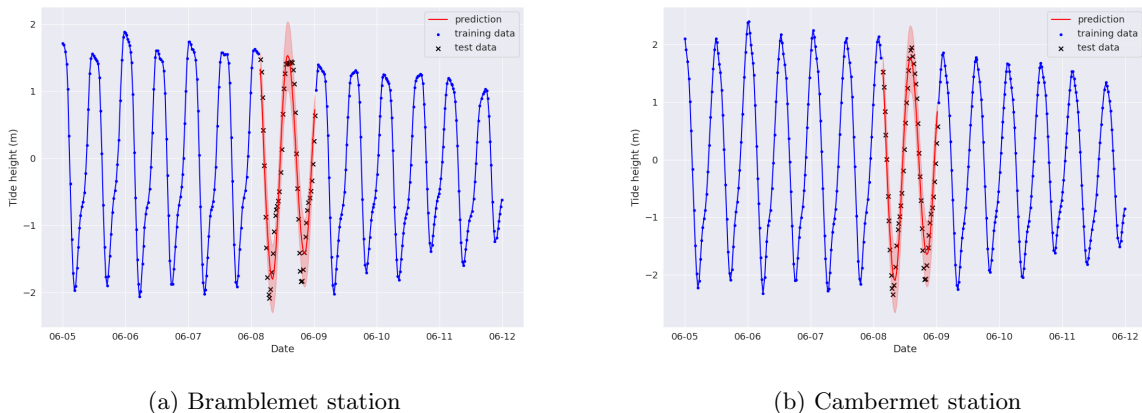 prediction
training data
test data
2
1
0
−1
−2
Tide height (m)
06-05
06-06
06-07
06-08
06-09
06-10
06-11
06-12
Date
(a) Bramblemet station
prediction
training data
test data
2
1
0
−1
−2
Tide height (m)
06-05
06-06
06-07
06-08
06-09
06-10
06-11
06-12
Date
(b) Cambermet station